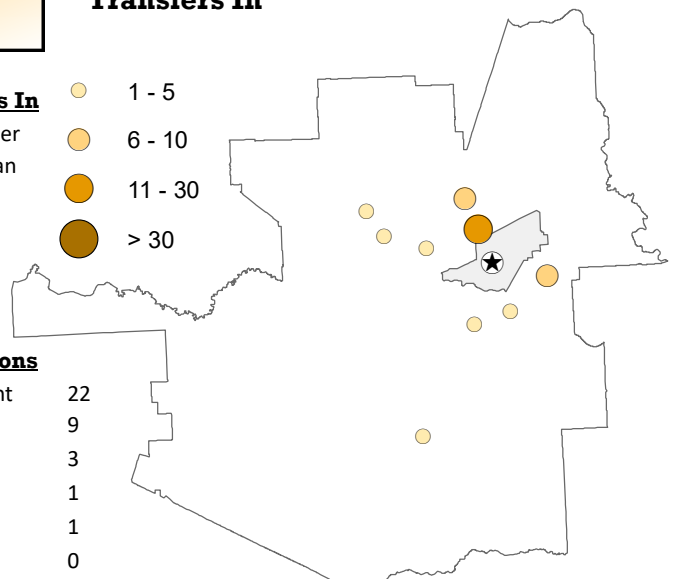 Transfers In
s In
er
an
1 - 5
6 - 10
11 - 30
> 30
ons
nt 22
9
3
1
1
0